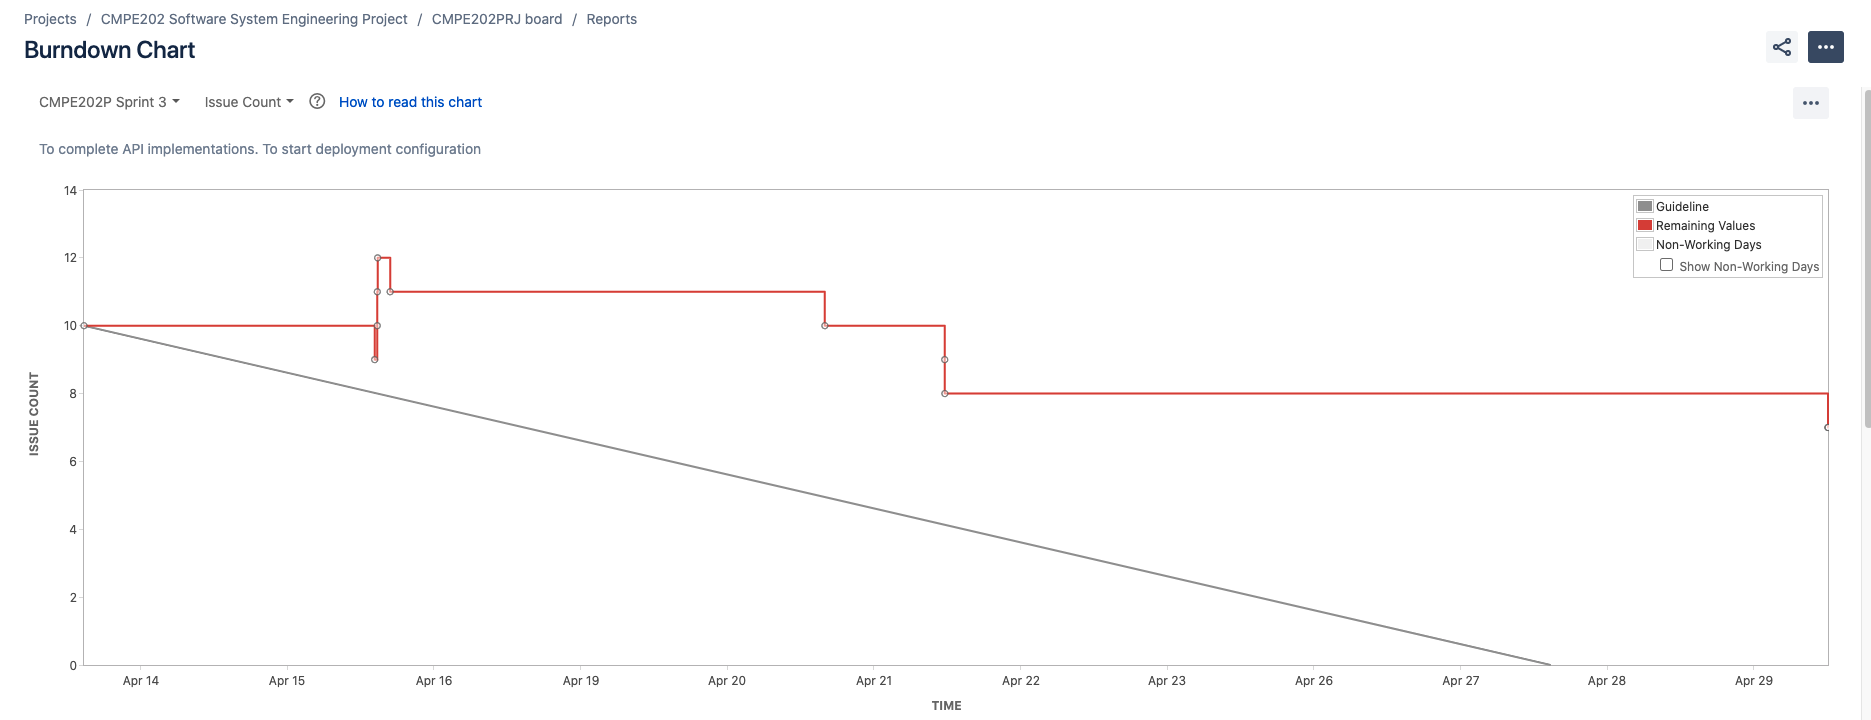 Projects / CMPE202 Software System Engineering Project / CMPE202PRJ board / Reports
Burndown Chart
CMPE202P Sprint 3 Issue Count ? How to read this chart
To complete API implementations. To start deployment configuration
14
12
10
8
6
4
2
0
ISSUE COUNT
Guideline
Remaining Values
Non-Working Days
Show Non-Working Days
Apr 14 Apr 15 Apr 16 Apr 19 Apr 20 Apr 21 Apr 22 Apr 23 Apr 26 Apr 27 Apr 28 Apr 29
TIME